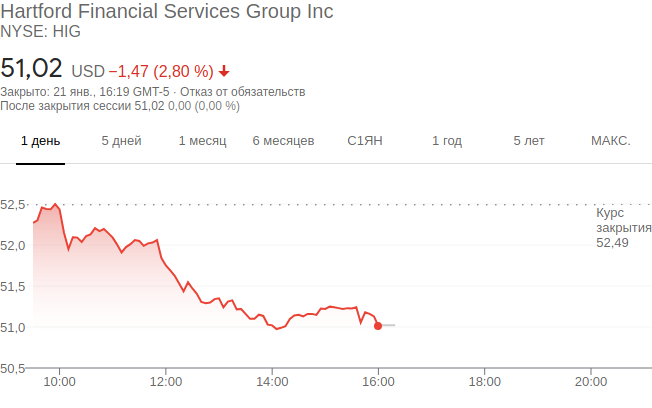 Hartford Financial Services Group Inc
NYSE: HIG
51,02 USD −1,47 (2,80 %)
Закрыто: 21 янв., 16:19 GMT-5 · Отказ от обязательств
После закрытия сессии 51,02 0,00 (0,00 %)
1 день 5 дней 1 месяц 6 месяцев С1ЯН 1 год 5 лет МАКС.
52,5
Курс
закрытия
52,49
52,0
51,5
51,0
50,5
10:00 12:00 14:00 16:00 18:00 20:00